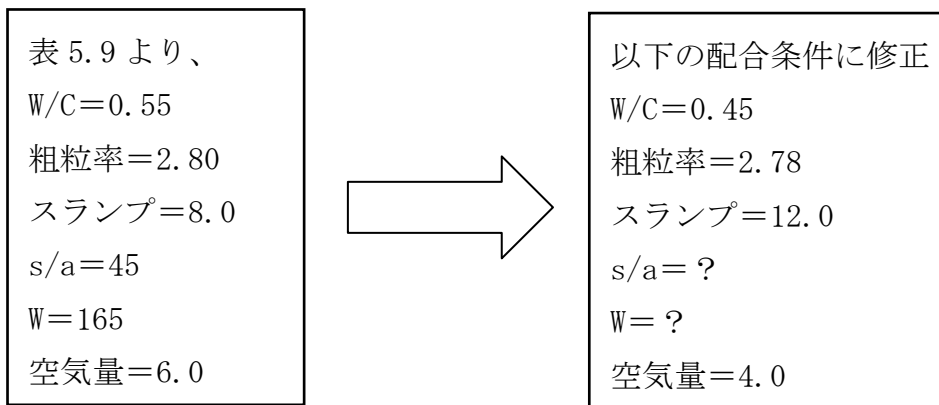 表 5.9 より、
W/C＝0.55
粗粒率＝2.80
スランプ＝8.0
s/a＝45
W＝165
空気量＝6.0
以下の配合条件に修正
W/C＝0.45
粗粒率＝2.78
スランプ＝12.0
s/a＝？
W＝？
空気量＝4.0